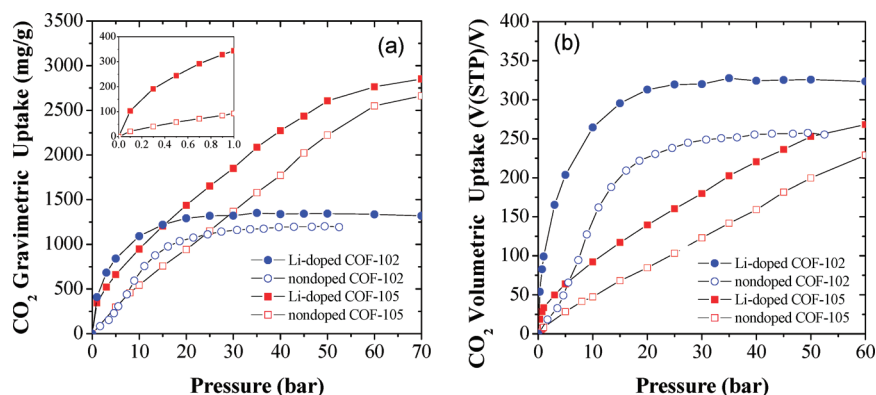 (a)
CO2 Gravimetric Uptake (mg/g)
3500
3000
2500
2000
1500
1000
500
0
400
300
200
100
0
0.0 0.2 0.4 0.6 0.8 1.0
Li-doped COF-102
nondoped COF-102
Li-doped COF-105
nondoped COF-105
0 10 20 30 40 50 60 70
Pressure (bar)
(b)
CO2 Volumetric Uptake (V(STP)/V)
400
350
300
250
200
150
100
50
0
Li-doped COF-102
nondoped COF-102
Li-doped COF-105
nondoped COF-105
0 10 20 30 40 50 60
Pressure (bar)